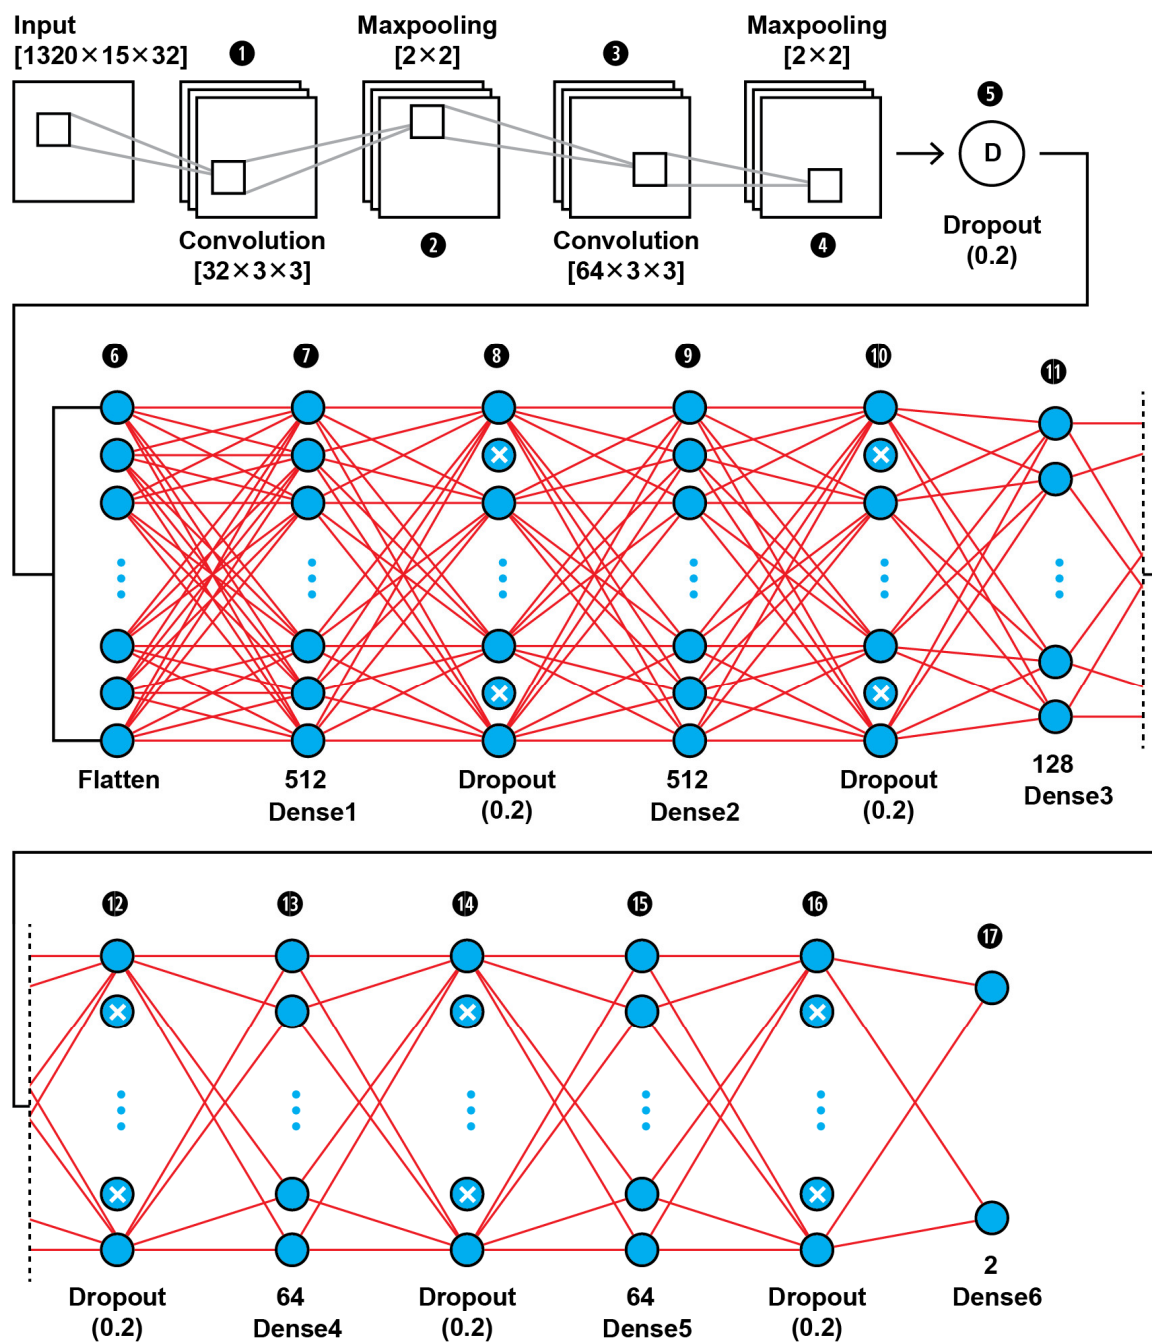 Input
[1320×15×32]
❶
Maxpooling
[2×2]
❸
Maxpooling
[2×2]
❺
D
Convolution
[32×3×3]
❷
Convolution
[64×3×3]
❹
Dropout
(0.2)
❻
❼
❽
❾
❿
⓫
Flatten
512
Dense1
Dropout
(0.2)
512
Dense2
Dropout
(0.2)
128
Dense3
⓬
⓭
⓮
⓯
⓰
⓱
Dropout
(0.2)
64
Dense4
Dropout
(0.2)
64
Dense5
Dropout
(0.2)
2
Dense6